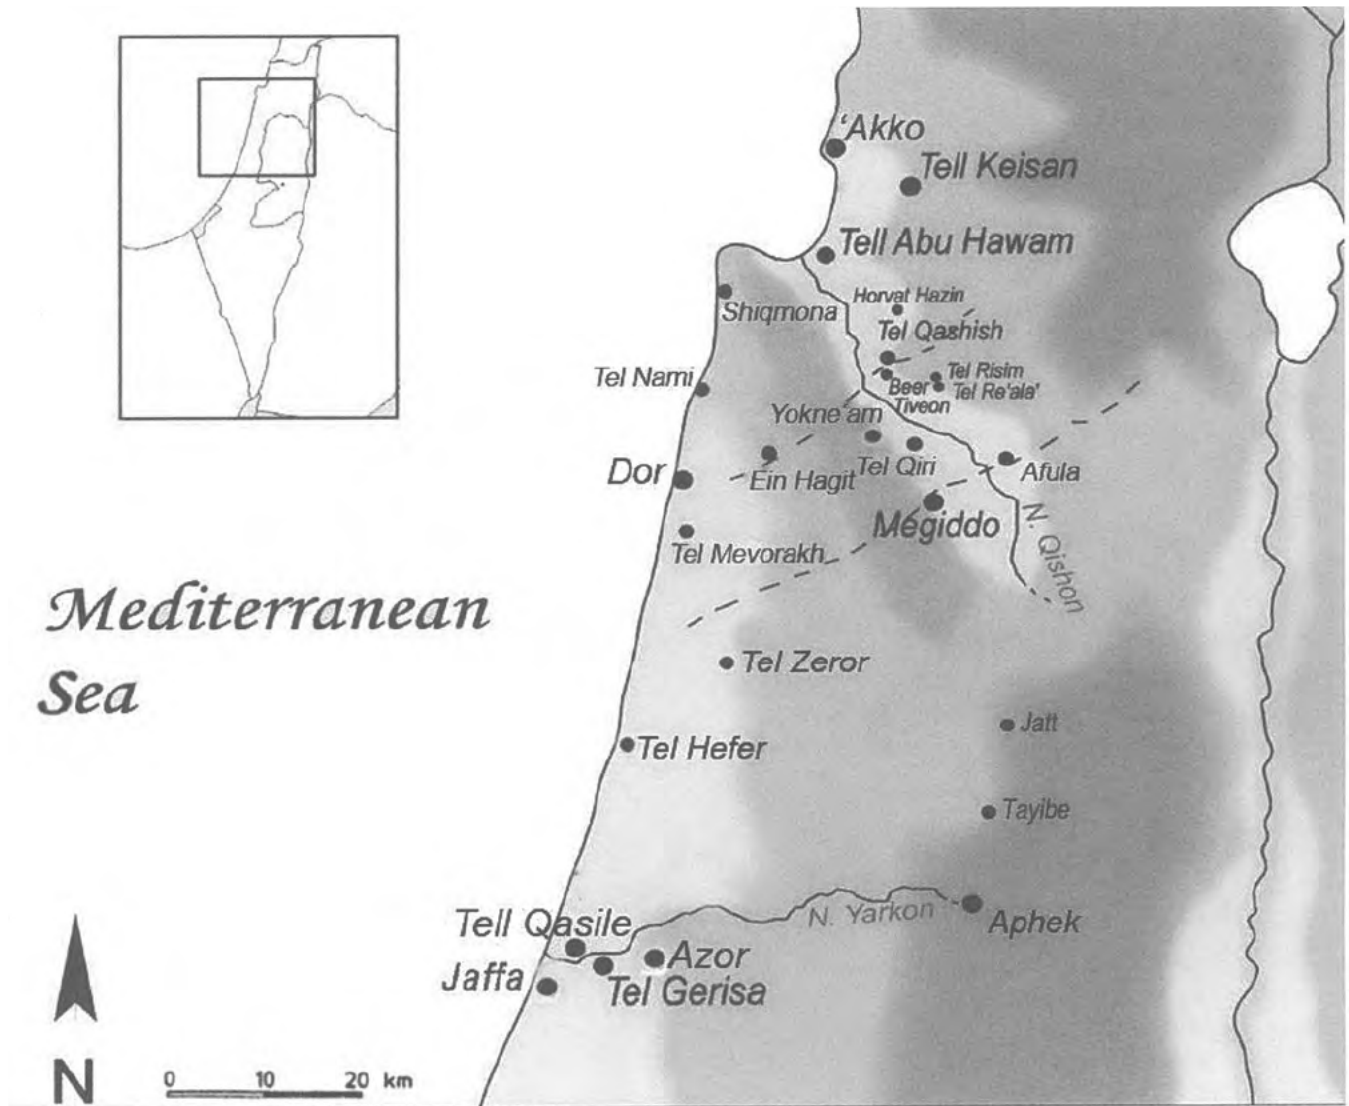 'Akko
Tell Keisan
Tell Abu Hawam
Horvat Hazin
Shiqmona
Tel Qashish
Tel Nami
Tel Risim
Beer
Tel Re'ala'
Tiveon
Yokne'am
Dor
Ein Hagit
Tel Qiri
Afula
Megiddo
N. Qishon
Tel Mevorakh
Mediterranean
Sea
Tel Zeror
Jatt
Tel Hefer
Tayibe
N. Yarkon
Aphek
Tell Qasile
Azor
Jaffa
Tel Gerisa
N
0 10 20 km